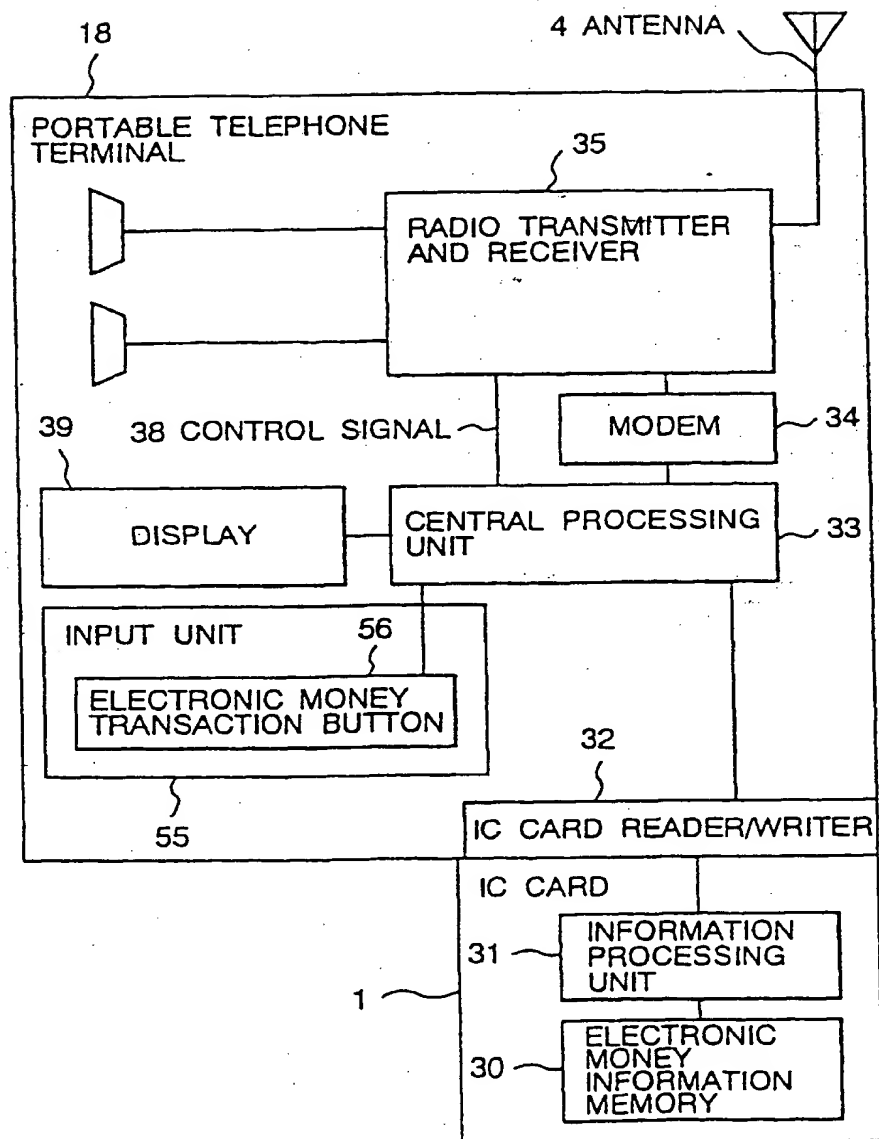 18
4 ANTENNA
PORTABLE TELEPHONE
TERMINAL
35
RADIO TRANSMITTER
AND RECEIVER
39
38 CONTROL SIGNAL
MODEM
34
DISPLAY
CENTRAL PROCESSING
UNIT
33
INPUT UNIT
56
ELECTRONIC MONEY
TRANSACTION BUTTON
55
32
IC CARD READER/WRITER
IC CARD
INFORMATION
PROCESSING
UNIT
31
1
ELECTRONIC
MONEY
INFORMATION
MEMORY
30